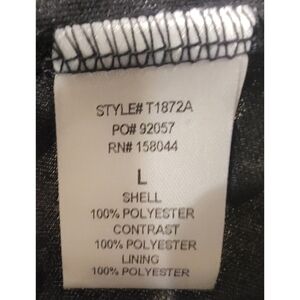 STYLE# T1872A
PO# 92057
RN# 158044
L
SHELL
100% POLYESTER
CONTRAST
100% POLYESTER
LINING
100% POLYESTER